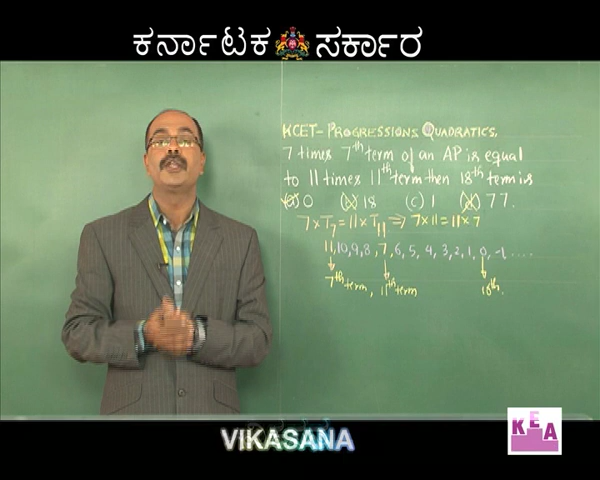 ಕರ್ನಾಟಕ ಸರ್ಕಾರ
KCET- PROGRESSIONS QUADRATICS.
7 times 7th term of an AP is equal
to 11 times 11th term then 18th term is
(a) 0 (b) 18 (c) 1 (d) 77.
7 × T7 = 11 × T11 ⇒ 7 × 11 = 11 × 7
11, 10, 9, 8, 7, 6, 5, 4, 3, 2, 1, 0, -1, ....
7th term, 11th term 18th.
VIKASANA
KEA